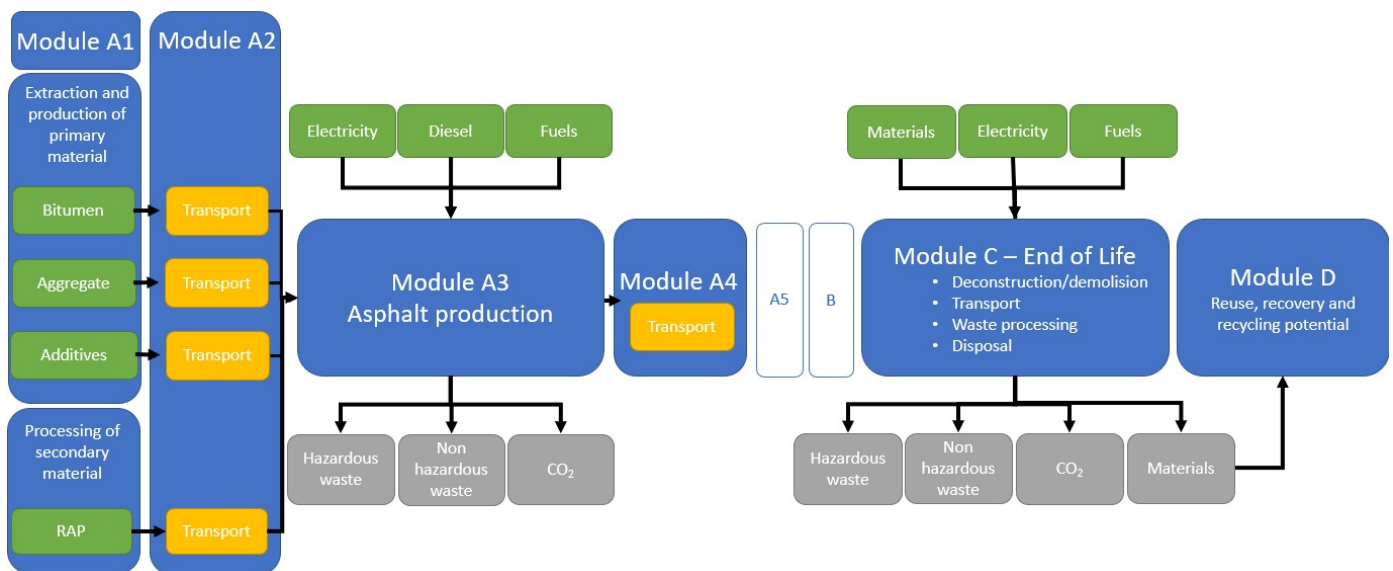 Module A1
Module A2
Extraction and
production of
primary
material
Bitumen
Aggregate
Additives
Processing of
secondary
material
RAP
Transport
Transport
Transport
Transport
Electricity
Diesel
Fuels
Module A3
Asphalt production
Hazardous
waste
Non
hazardous
waste
CO₂
Module A4
Transport
A5
B
Materials
Electricity
Fuels
Module C – End of Life
• Deconstruction/demolision
• Transport
• Waste processing
• Disposal
Hazardous
waste
Non
hazardous
waste
CO₂
Materials
Module D
Reuse, recovery and
recycling potential